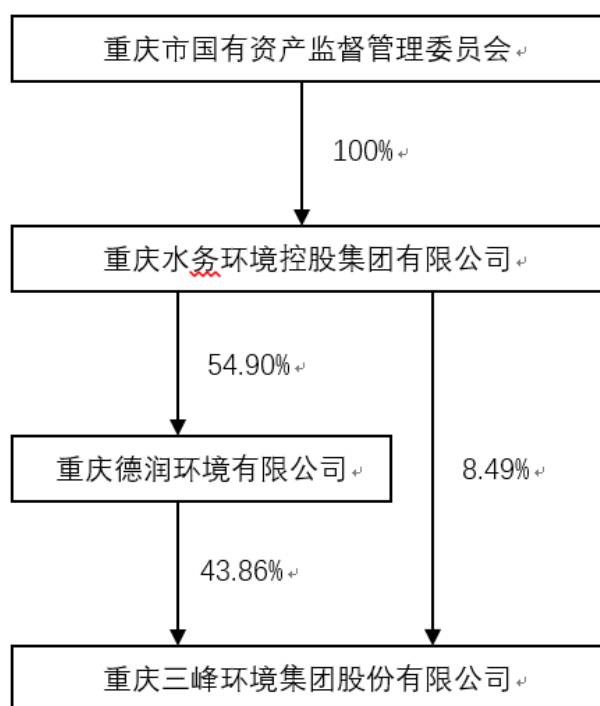 重庆市国有资产监督管理委员会
100%
重庆水务环境控股集团有限公司
54.90%
重庆德润环境有限公司
8.49%
43.86%
重庆三峰环境集团股份有限公司